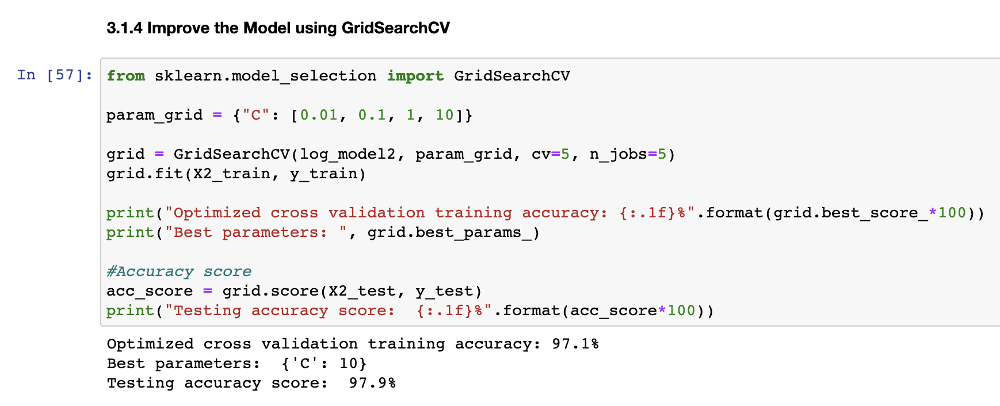 3.1.4 Improve the Model using GridSearchCV
In [57]:
from sklearn.model_selection import GridSearchCV
param_grid = {"C": [0.01, 0.1, 1, 10]}
grid = GridSearchCV(log_model2, param_grid, cv=5, n_jobs=5)
grid.fit(X2_train, y_train)
print("Optimized cross validation training accuracy: {:.1f}%".format(grid.best_score_*100))
print("Best parameters: ", grid.best_params_)
#Accuracy score
acc_score = grid.score(X2_test, y_test)
print("Testing accuracy score:  {:.1f}%".format(acc_score*100))
Optimized cross validation training accuracy: 97.1%
Best parameters:  {'C': 10}
Testing accuracy score:  97.9%